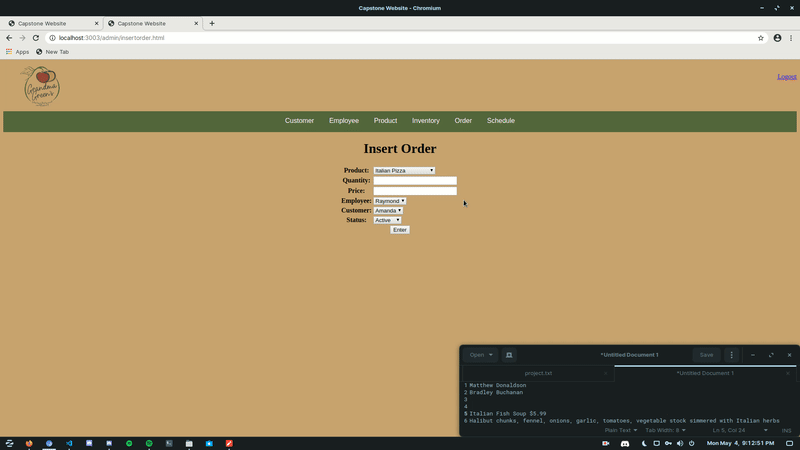 Capstone Website - Chromium
Capstone Website
Capstone Website
localhost:3003/admin/insertorder.html
Apps
New Tab
Grandma Green's
Logout
Customer Employee Product Inventory Order Schedule
Insert Order
Product: Italian Pizza
Quantity:
Price:
Employee: Raymond
Customer: Amanda
Status: Active
Enter
Open *Untitled Document 1 Save
project.txt *Untitled Document 1
1 Matthew Donaldson
2 Bradley Buchanan
3
4
5 Italian Fish Soup $5.99
6 Halibut chunks, fennel, onions, garlic, tomatoes, vegetable stock simmered with Italian herbs
Plain Text Tab Width: 8 Ln 5, Col 24 INS
Mon May 4, 9:12:51 PM